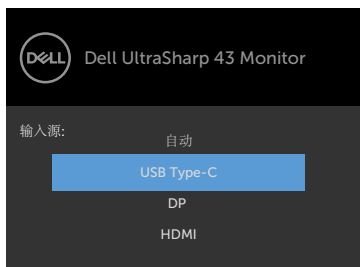 DELL
Dell UltraSharp 43 Monitor
输入源:
自动
USB Type-C
DP
HDMI